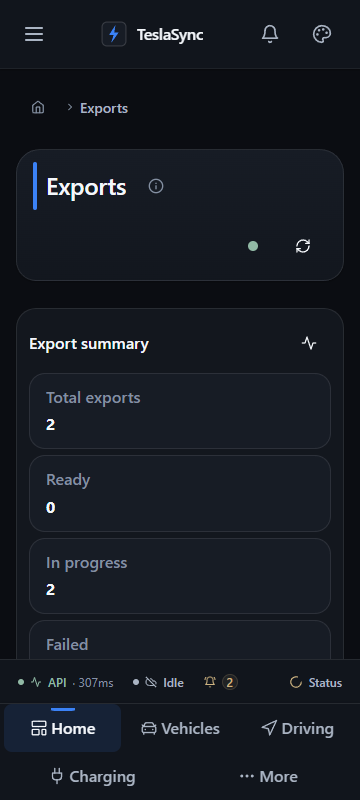 TeslaSync
Exports
Exports
Export summary
Total exports
2
Ready
0
In progress
2
Failed
API · 307ms Idle 2 Status
Home Vehicles Driving
Charging More